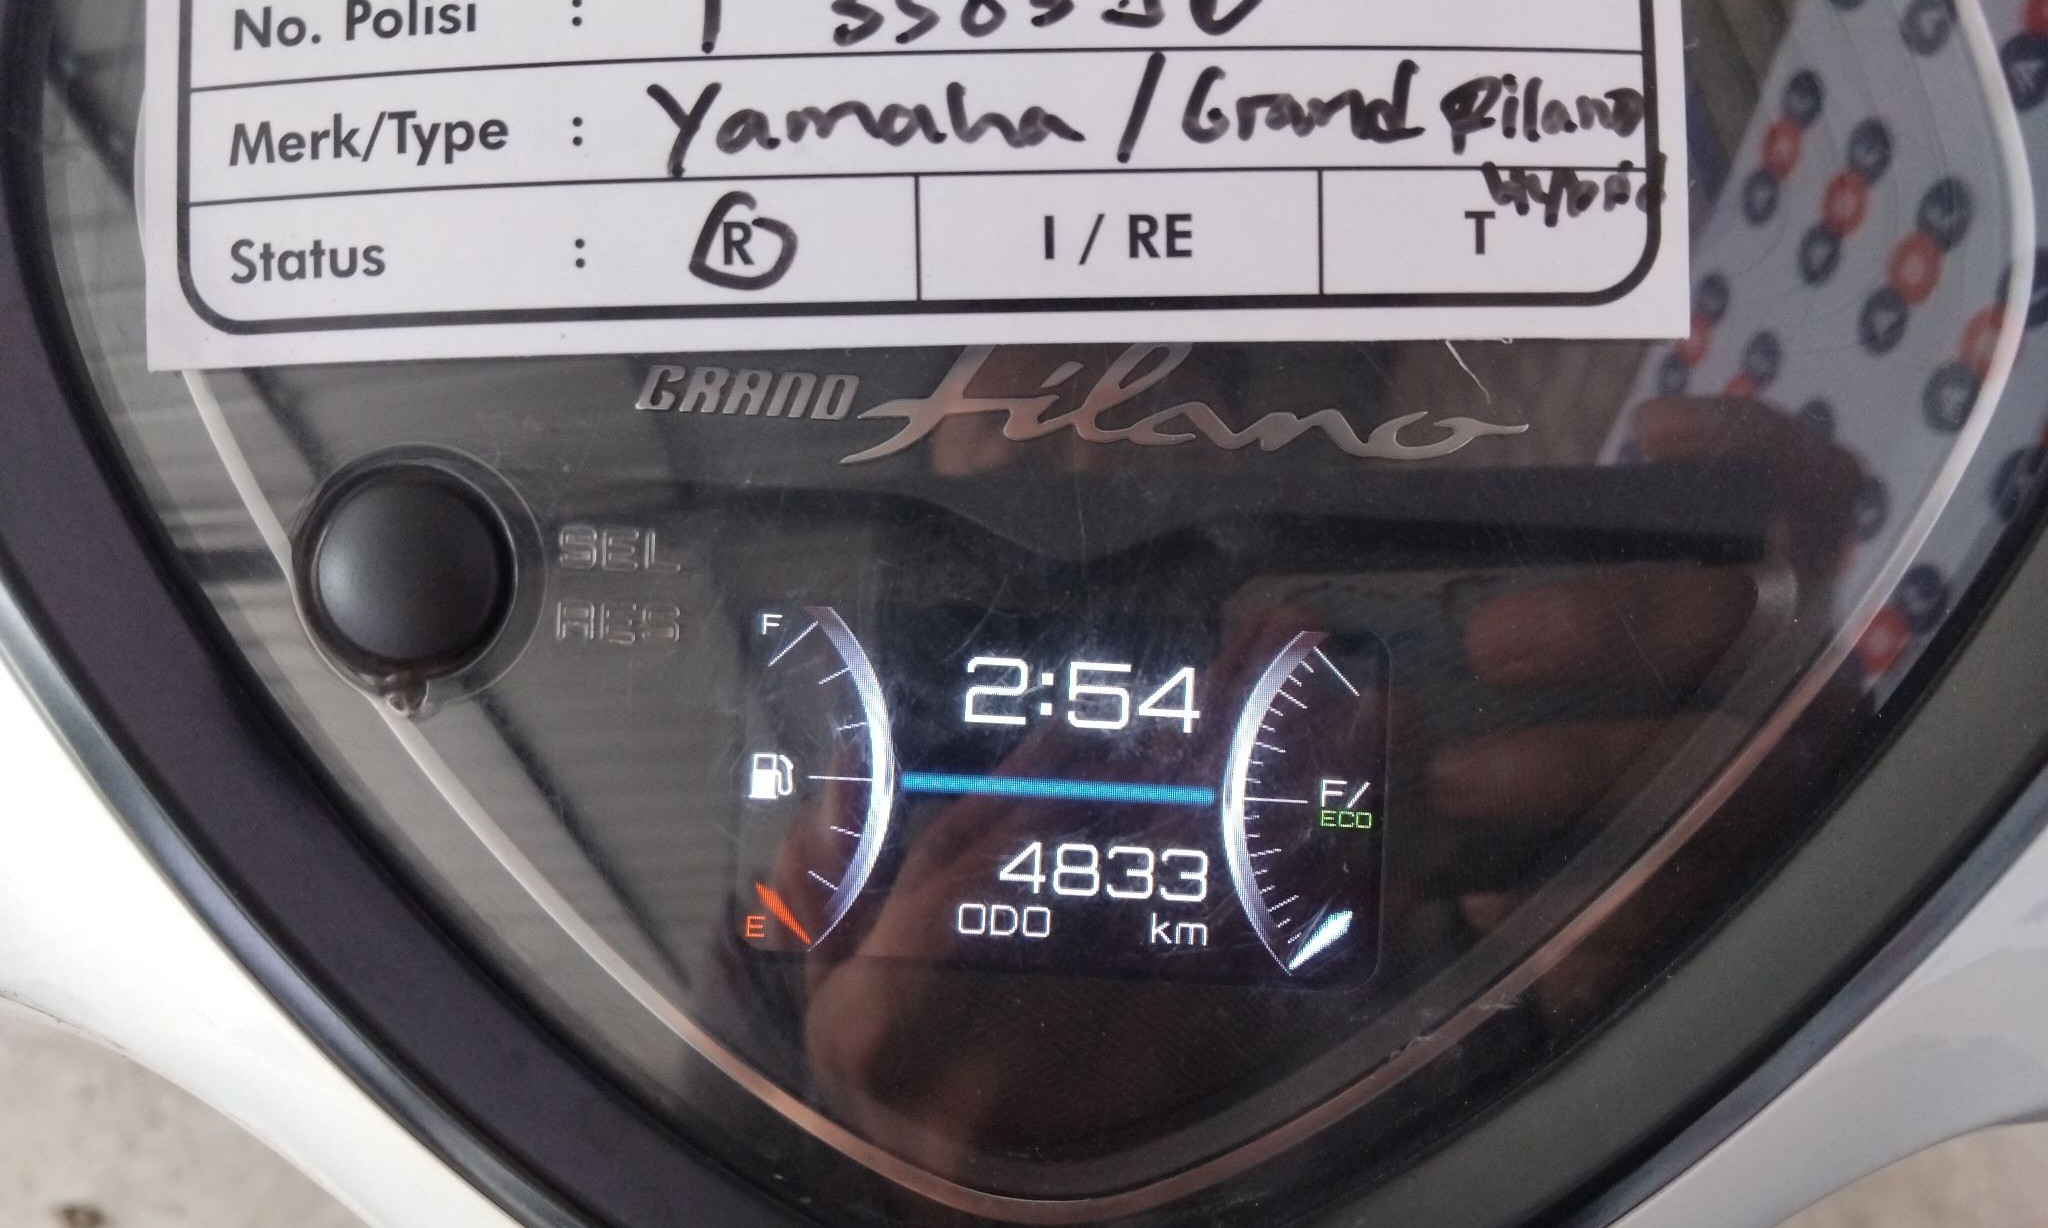 No. Polisi :
Merk/Type : Yamaha / Grand Filano
Hybrid
Status : R I / RE T
GRAND filano
SEL
RES
F
2:54
F/
ECO
4833
E
ODO km